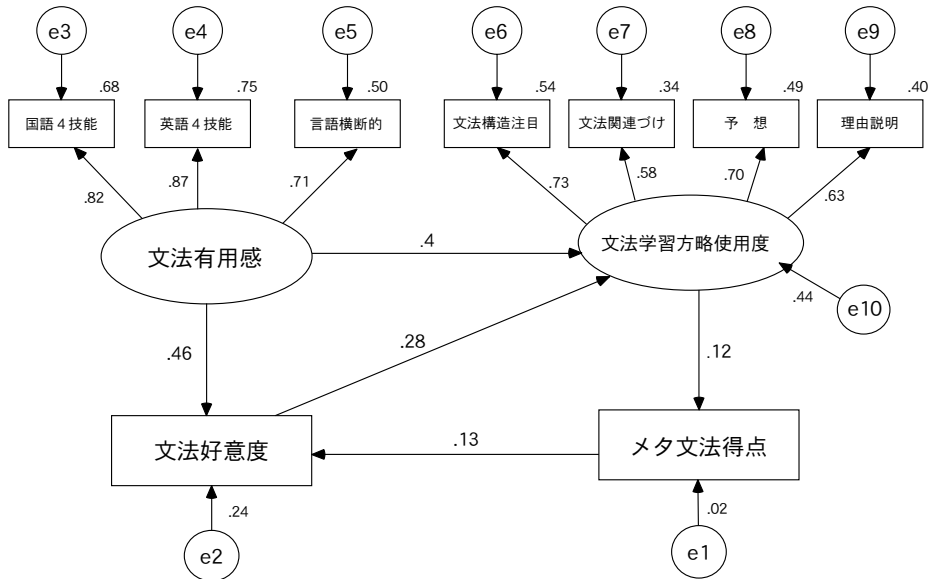 e3
e4
e5
e6
e7
e8
e9
.68
.75
.50
.54
.34
.49
.40
国語4技能
英語4技能
言語横断的
文法構造注目
文法関連づけ
予 想
理由説明
.82
.87
.71
.73
.58
.70
.63
文法有用感
.4
文法学習方略使用度
.44
e10
.46
.28
.12
文法好意度
.13
メタ文法得点
.24
.02
e2
e1